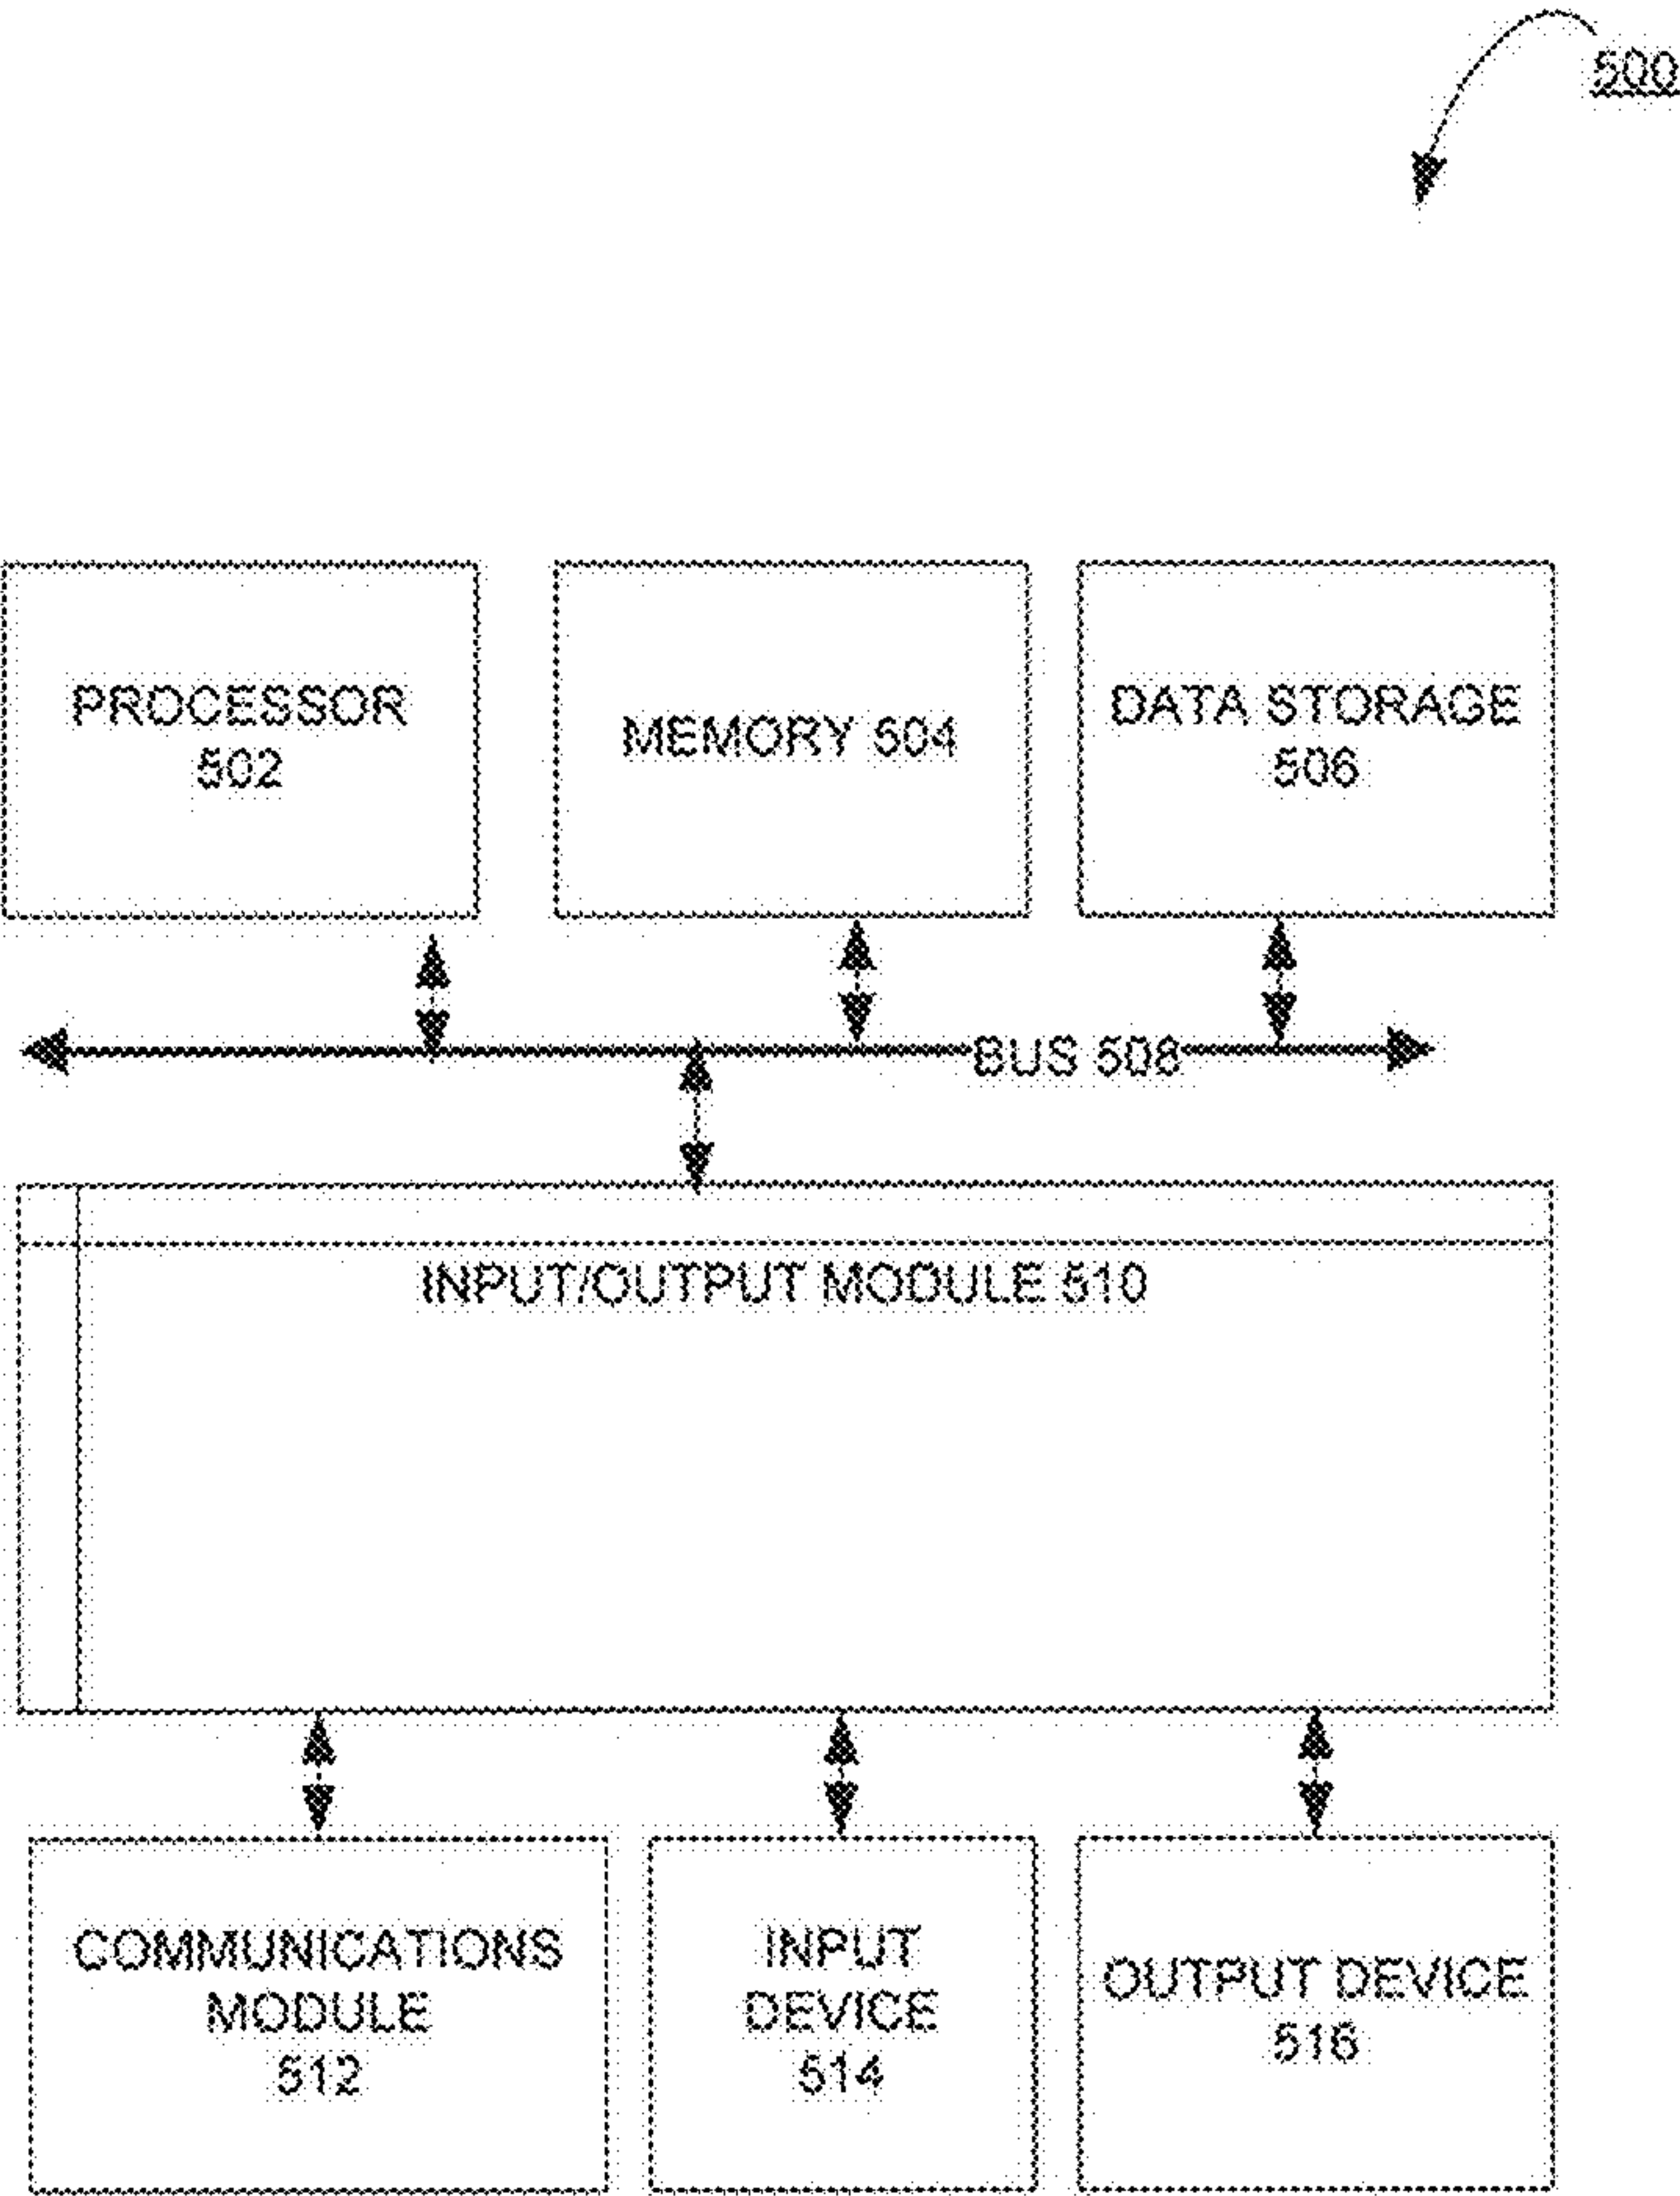 500
PROCESSOR
502
MEMORY 504
DATA STORAGE
506
BUS 508
INPUT/OUTPUT MODULE 510
COMMUNICATIONS
MODULE
512
INPUT
DEVICE
514
OUTPUT DEVICE
516